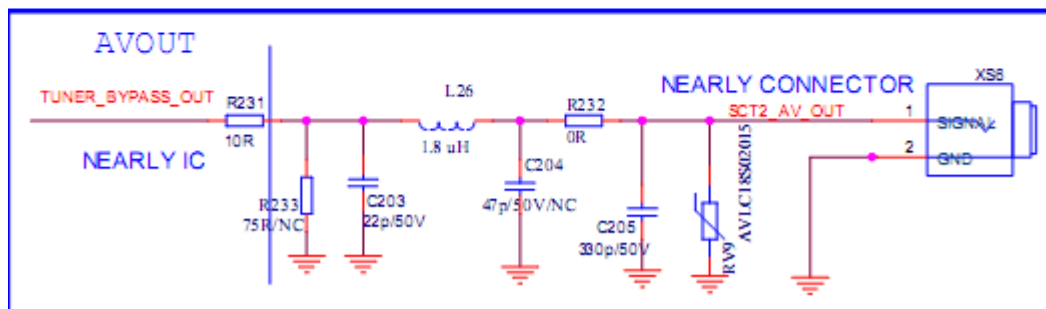 AVOUT
TUNER_BYPASS_OUT
NEARLY IC
R231
10R
R233
75R/NC
C203
22p/50V
L26
1.8 uH
C204
47p/50V/NC
R232
0R
C205
330p/50V
RV9
AVLC18S02015
NEARLY CONNECTOR
SCT2_AV_OUT
XS6
1
SIGNAL
2
GND